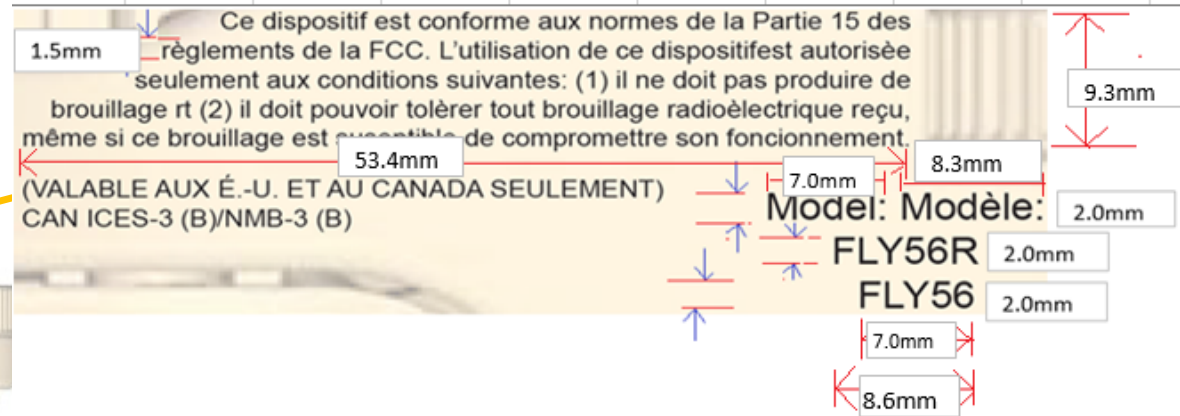 Ce dispositif est conforme aux normes de la Partie 15 des
1.5mm
règlements de la FCC. L'utilisation de ce dispositifest autorisèe
seulement aux conditions suivantes: (1) il ne doit pas produire de
9.3mm
brouillage rt (2) il doit pouvoir tolèrer tout brouillage radioèlectrique reçu,
même si ce brouillage est de compromettre son foncionnement.
53.4mm
8.3mm
7.0mm
(VALABLE AUX É.-U. ET AU CANADA SEULEMENT)
CAN ICES-3 (B)/NMB-3 (B)
Model: Modèle:
2.0mm
FLY56R
2.0mm
FLY56
2.0mm
7.0mm
8.6mm